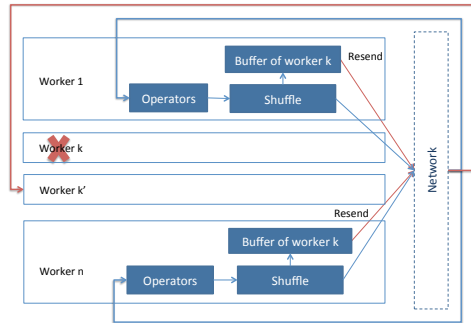 Buffer of worker k
Resend
Worker 1
Operators
Shuffle
Worker k
Worker k’
Network
Resend
Buffer of worker k
Worker n
Operators
Shuffle